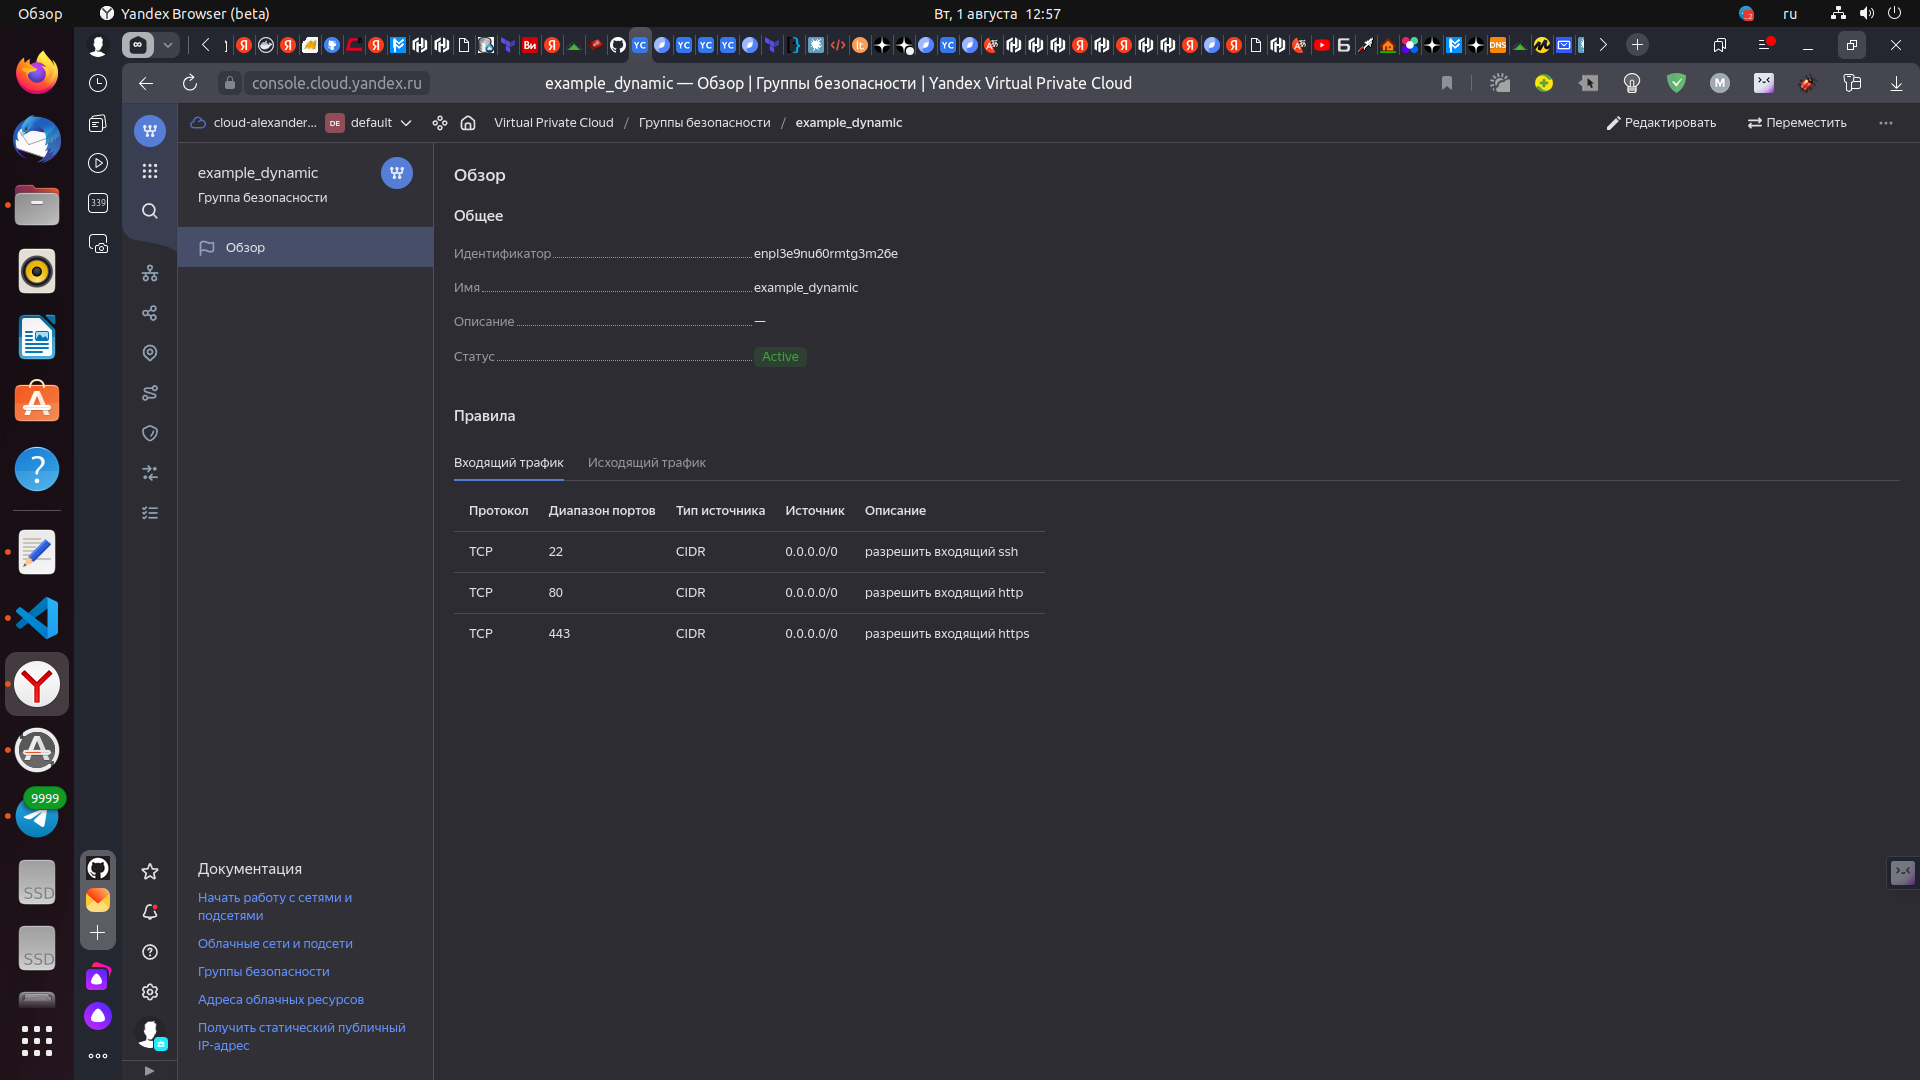 Обзор
Yandex Browser (beta)
Вт, 1 августа 12:57
ru
console.cloud.yandex.ru
example_dynamic — Обзор | Группы безопасности | Yandex Virtual Private Cloud
cloud-alexander...
DE
default
Virtual Private Cloud / Группы безопасности / example_dynamic
Редактировать
Переместить
example_dynamic
Группа безопасности
Обзор
Обзор
Общее
Идентификатор enpl3e9nu60rmtg3m26e
Имя example_dynamic
Описание —
Статус Active
Правила
Входящий трафик Исходящий трафик
Протокол Диапазон портов Тип источника Источник Описание
TCP 22 CIDR 0.0.0.0/0 разрешить входящий ssh
TCP 80 CIDR 0.0.0.0/0 разрешить входящий http
TCP 443 CIDR 0.0.0.0/0 разрешить входящий https
339
9999
SSD
SSD
Документация
Начать работу с сетями и
подсетями
Облачные сети и подсети
Группы безопасности
Адреса облачных ресурсов
Получить статический публичный
IP-адрес